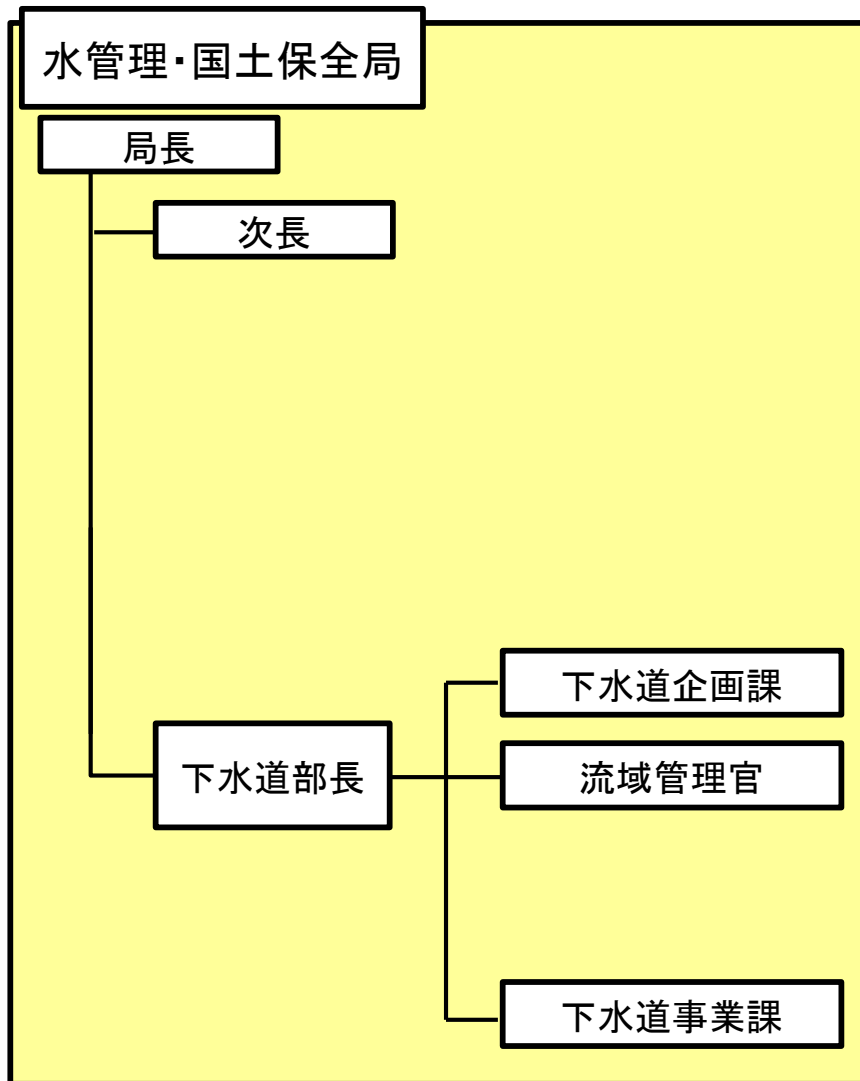 水管理・国土保全局
局長
次長
下水道企画課
下水道部長
流域管理官
下水道事業課